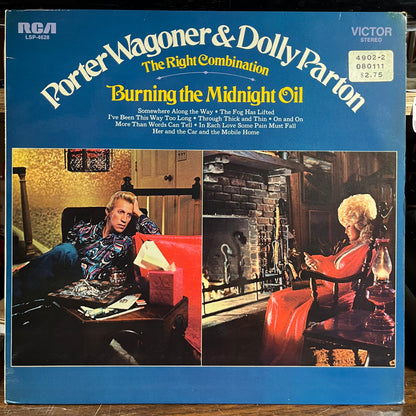 RCA
LSP-4628
VICTOR
STEREO
4902-2
080111
$2.75
Porter Wagoner & Dolly Parton
The Right Combination
Burning the Midnight Oil
Somewhere Along the Way • The Fog Has Lifted
I've Been This Way Too Long • Through Thick and Thin • On and On
More Than Words Can Tell • In Each Love Some Pain Must Fall
Her and the Car and the Mobile Home